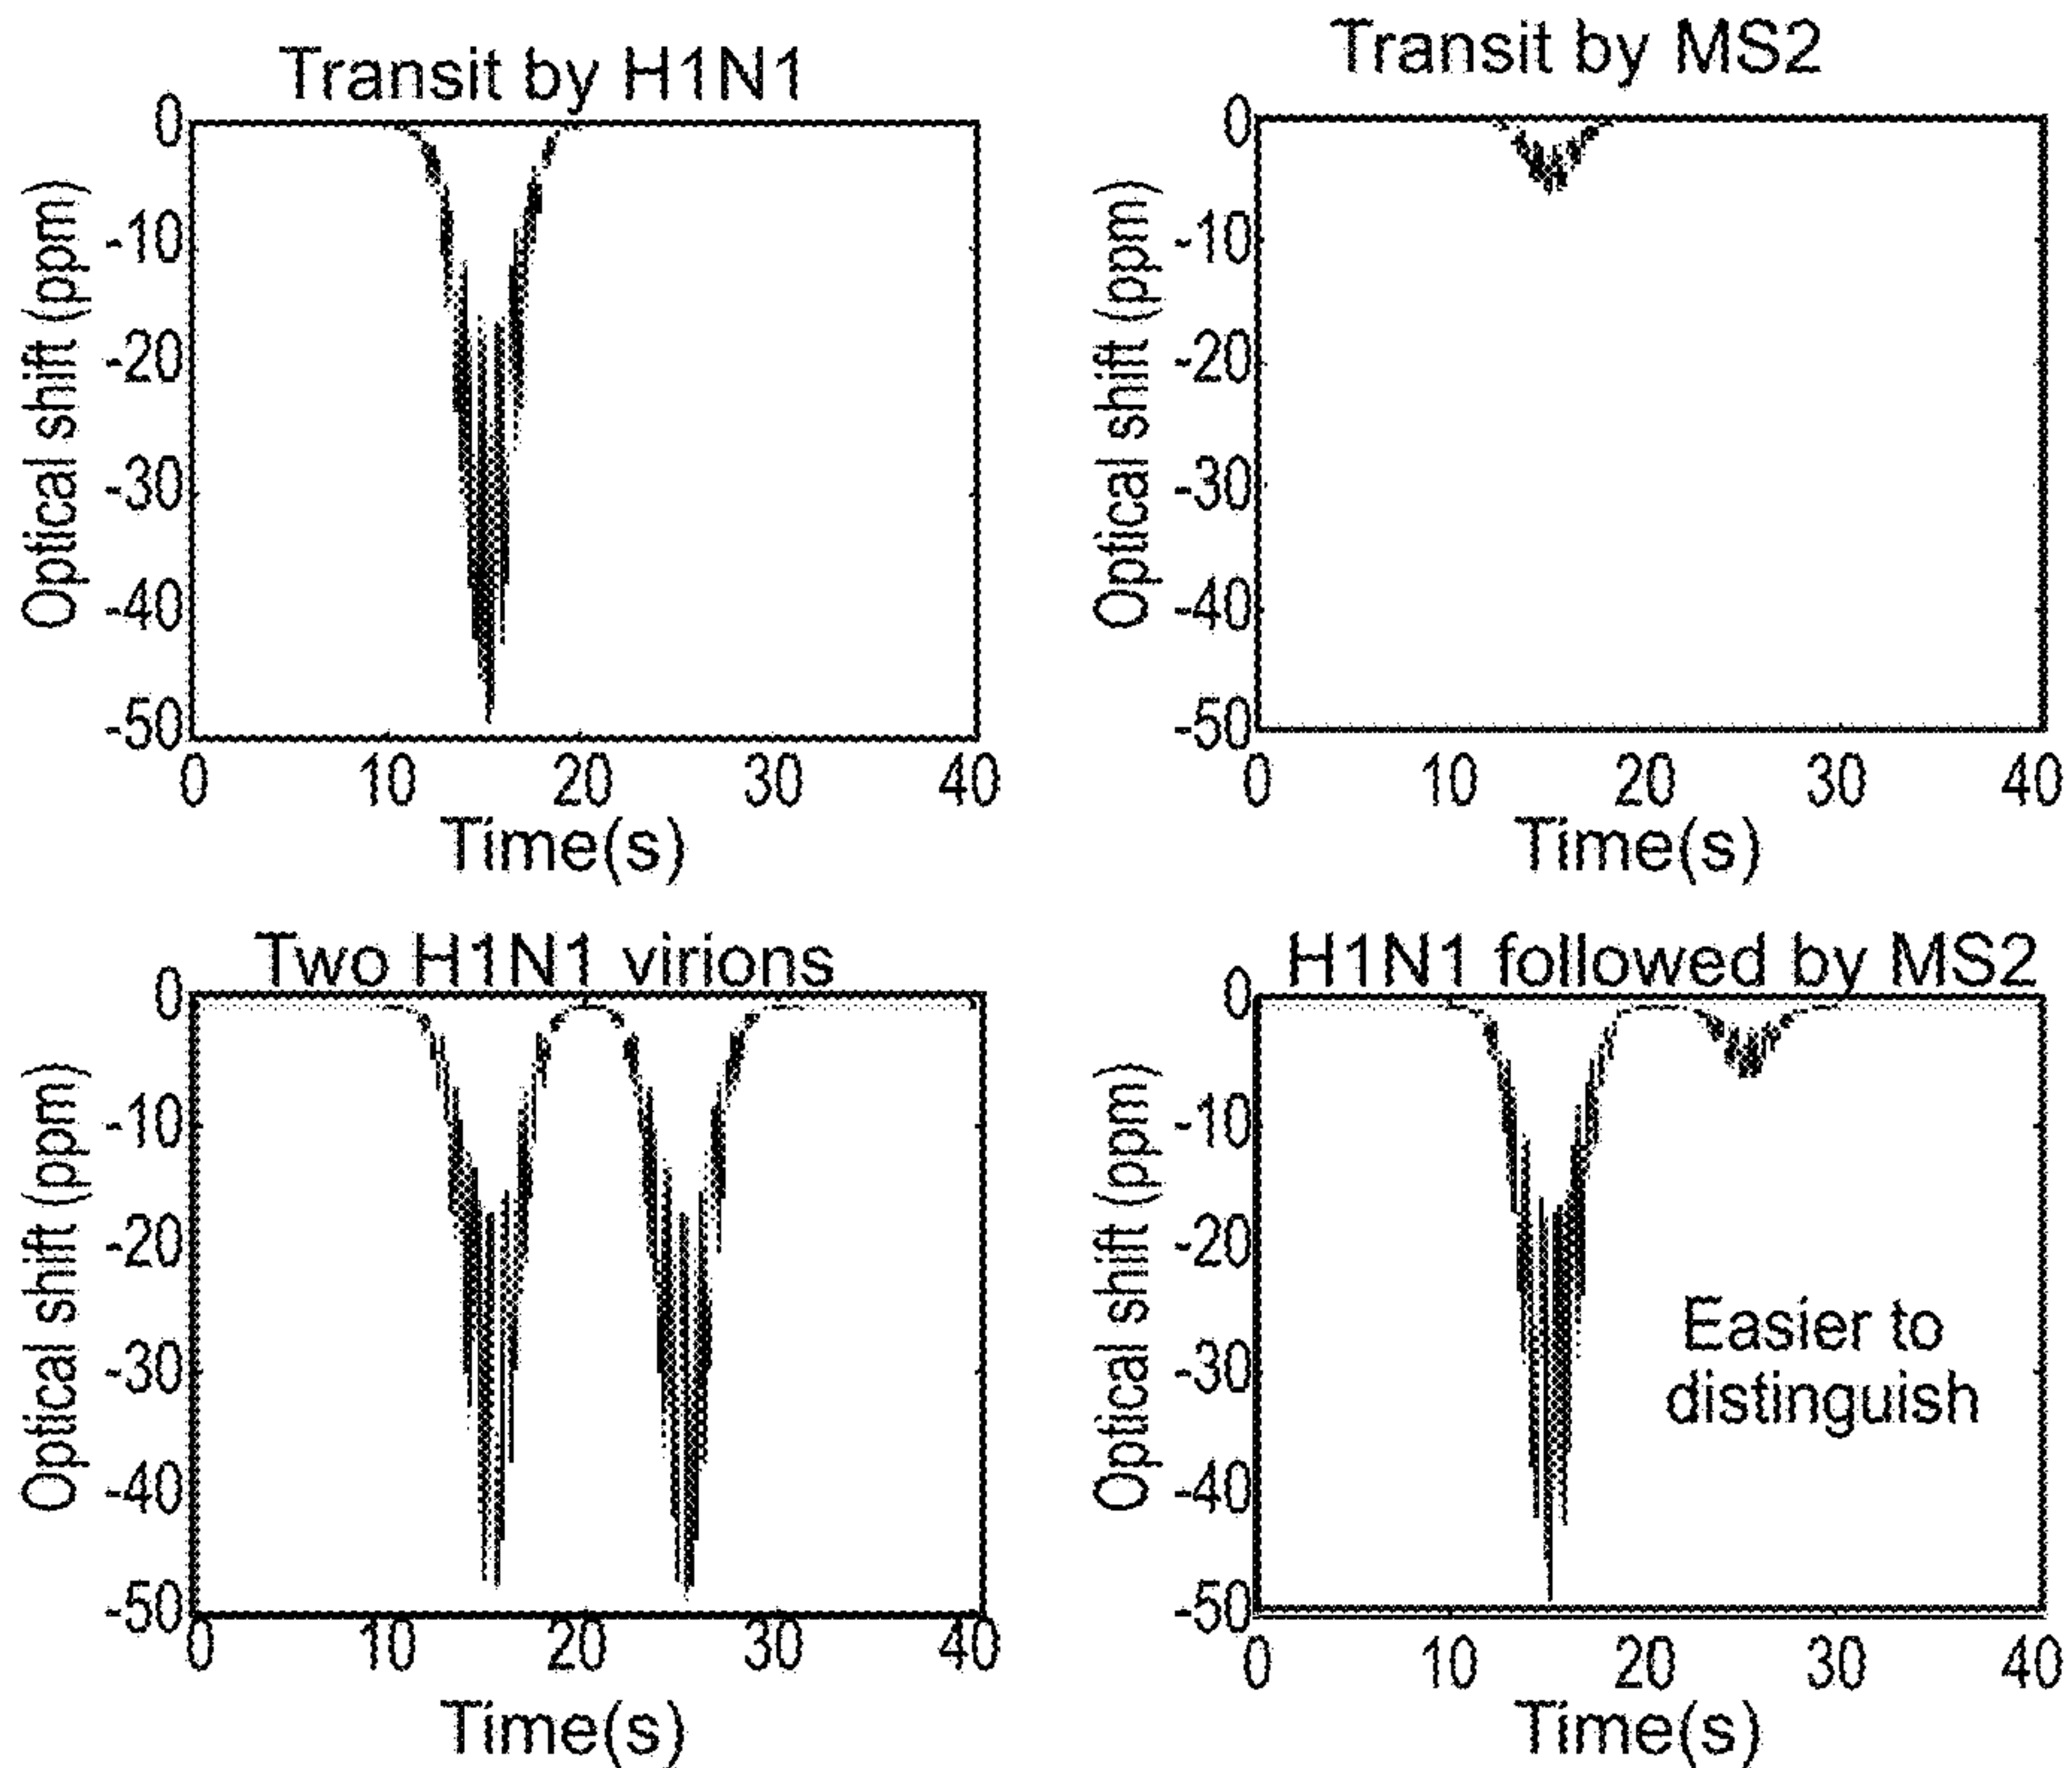 Transit by H1N1
0
-10
-20
-30
-40
-50
Optical shift (ppm)
0 10 20 30 40
Time(s)
Transit by MS2
0
-10
-20
-30
-40
-50
Optical shift (ppm)
0 10 20 30 40
Time(s)
Two H1N1 virions
0
-10
-20
-30
-40
-50
Optical shift (ppm)
0 10 20 30 40
Time(s)
H1N1 followed by MS2
0
-10
-20
-30
-40
-50
Optical shift (ppm)
Easier to
distinguish
0 10 20 30 40
Time(s)